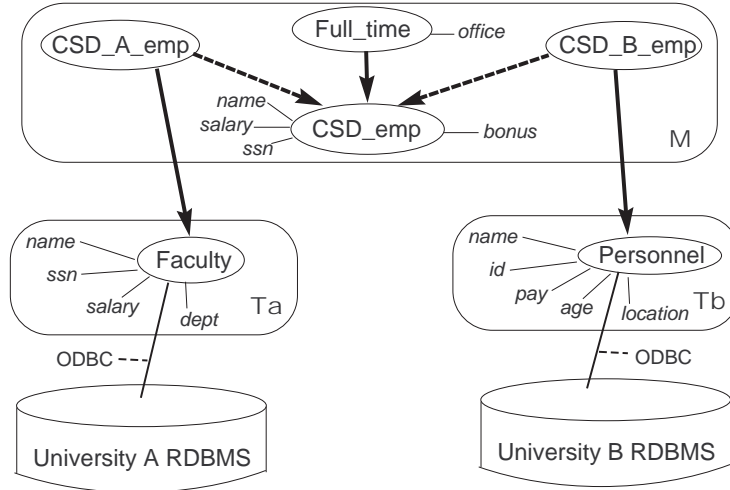 Full_time
office
CSD_A_emp
CSD_B_emp
name
salary
ssn
CSD_emp
bonus
M
name
ssn
salary
dept
Faculty
Ta
name
id
pay
age
location
Personnel
Tb
ODBC
ODBC
University A RDBMS
University B RDBMS